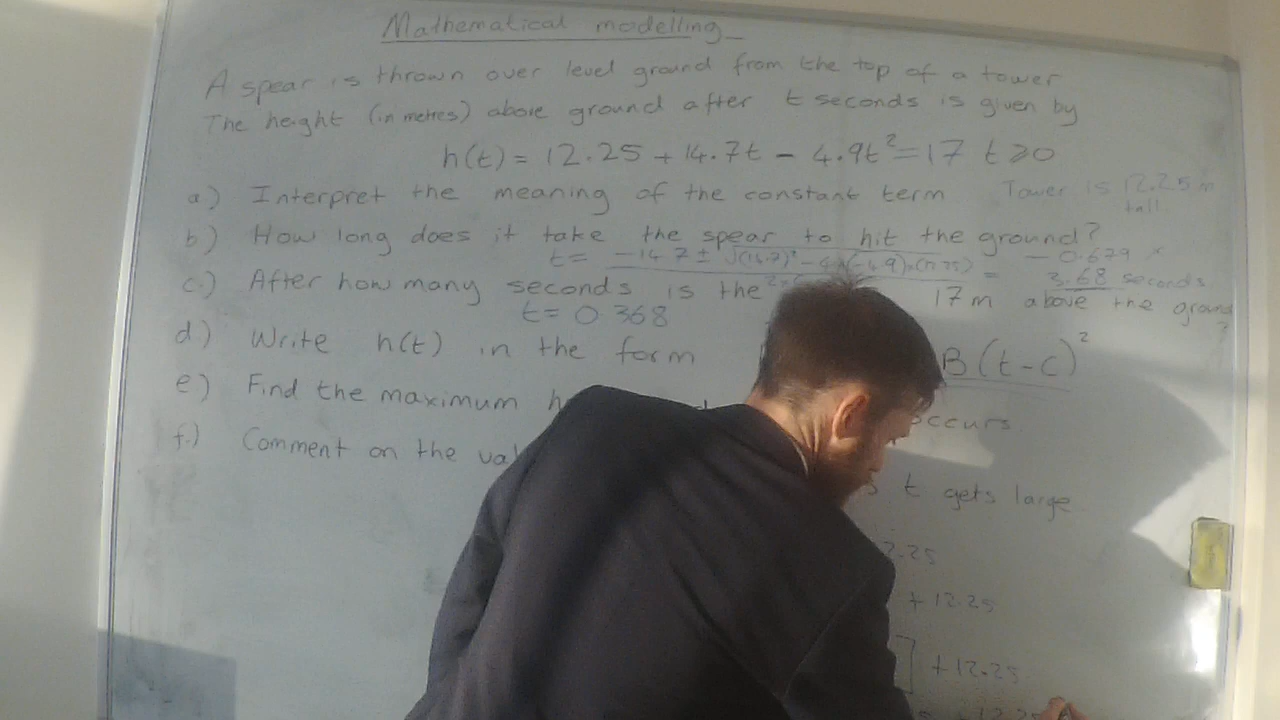 Mathematical modelling
A spear is thrown over level ground from the top of a tower
The height (in metres) above ground after t seconds is given by
h(t) = 12.25 + 14.7t - 4.9t² = 17 t ⩾ 0
a.) Interpret the meaning of the constant term Tower is 12.25 m
tall.
b) How long does it take the spear to hit the ground?
t = -14.7 ± √(14.7)² - 4 × (-4.9) × (12.25) = -0.679 ×
3.68 seconds
c.) After how many seconds is the 17m above the ground
?
t = 0.368
d.) Write h(t) in the form B(t-c)²
e) Find the maximum occurs
f.) Comment on the
t gets large
2.25
+ 12.25
] + 12.25